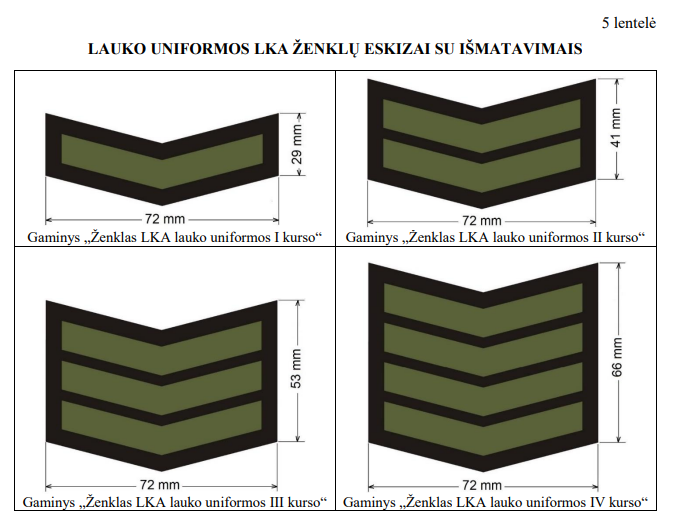 5 lentelė
LAUKO UNIFORMOS LKA ŽENKLŲ ESKIZAI SU IŠMATAVIMAIS
29 mm
72 mm
Gaminys „Ženklas LKA lauko uniformos I kurso“
41 mm
72 mm
Gaminys „Ženklas LKA lauko uniformos II kurso“
53 mm
72 mm
Gaminys „Ženklas LKA lauko uniformos III kurso“
66 mm
72 mm
Gaminys „Ženklas LKA lauko uniformos IV kurso“